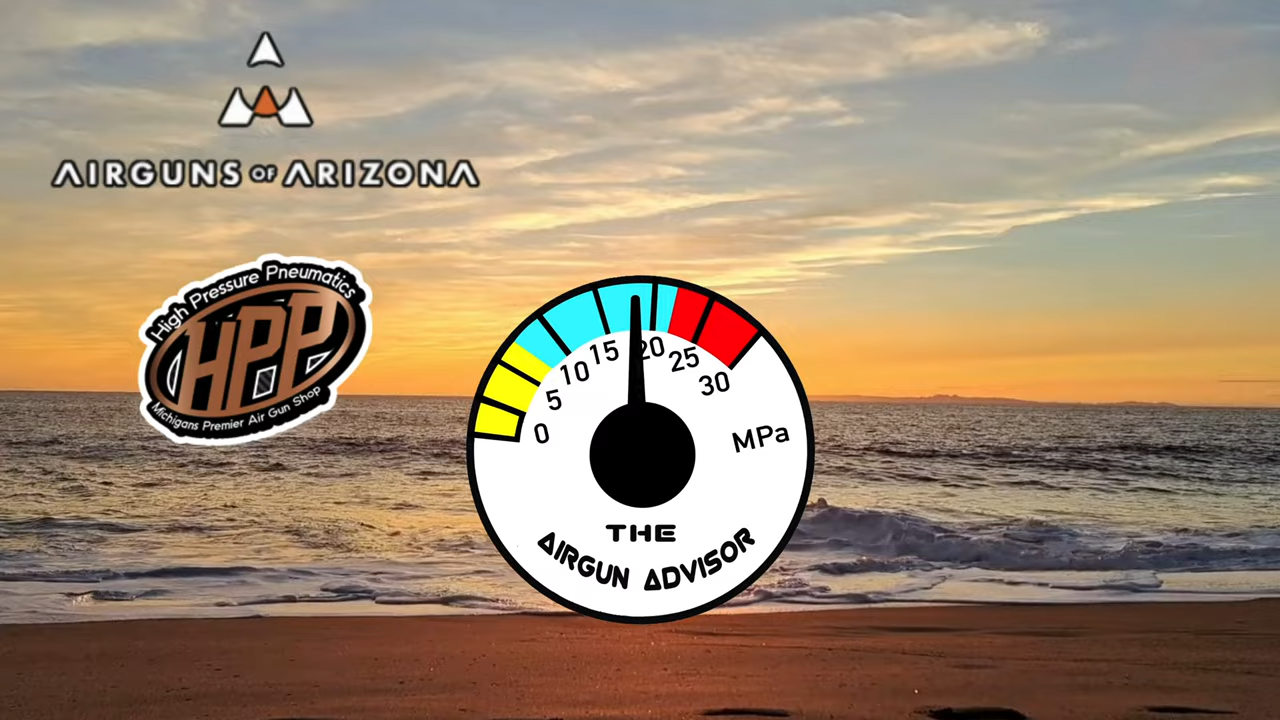 AIRGUNS OF ARIZONA
High Pressure Pneumatics
HPP
Michigans Premier Air Gun Shop
0
5
10
15
20
25
30
MPa
THE
AIRGUN ADVISOR